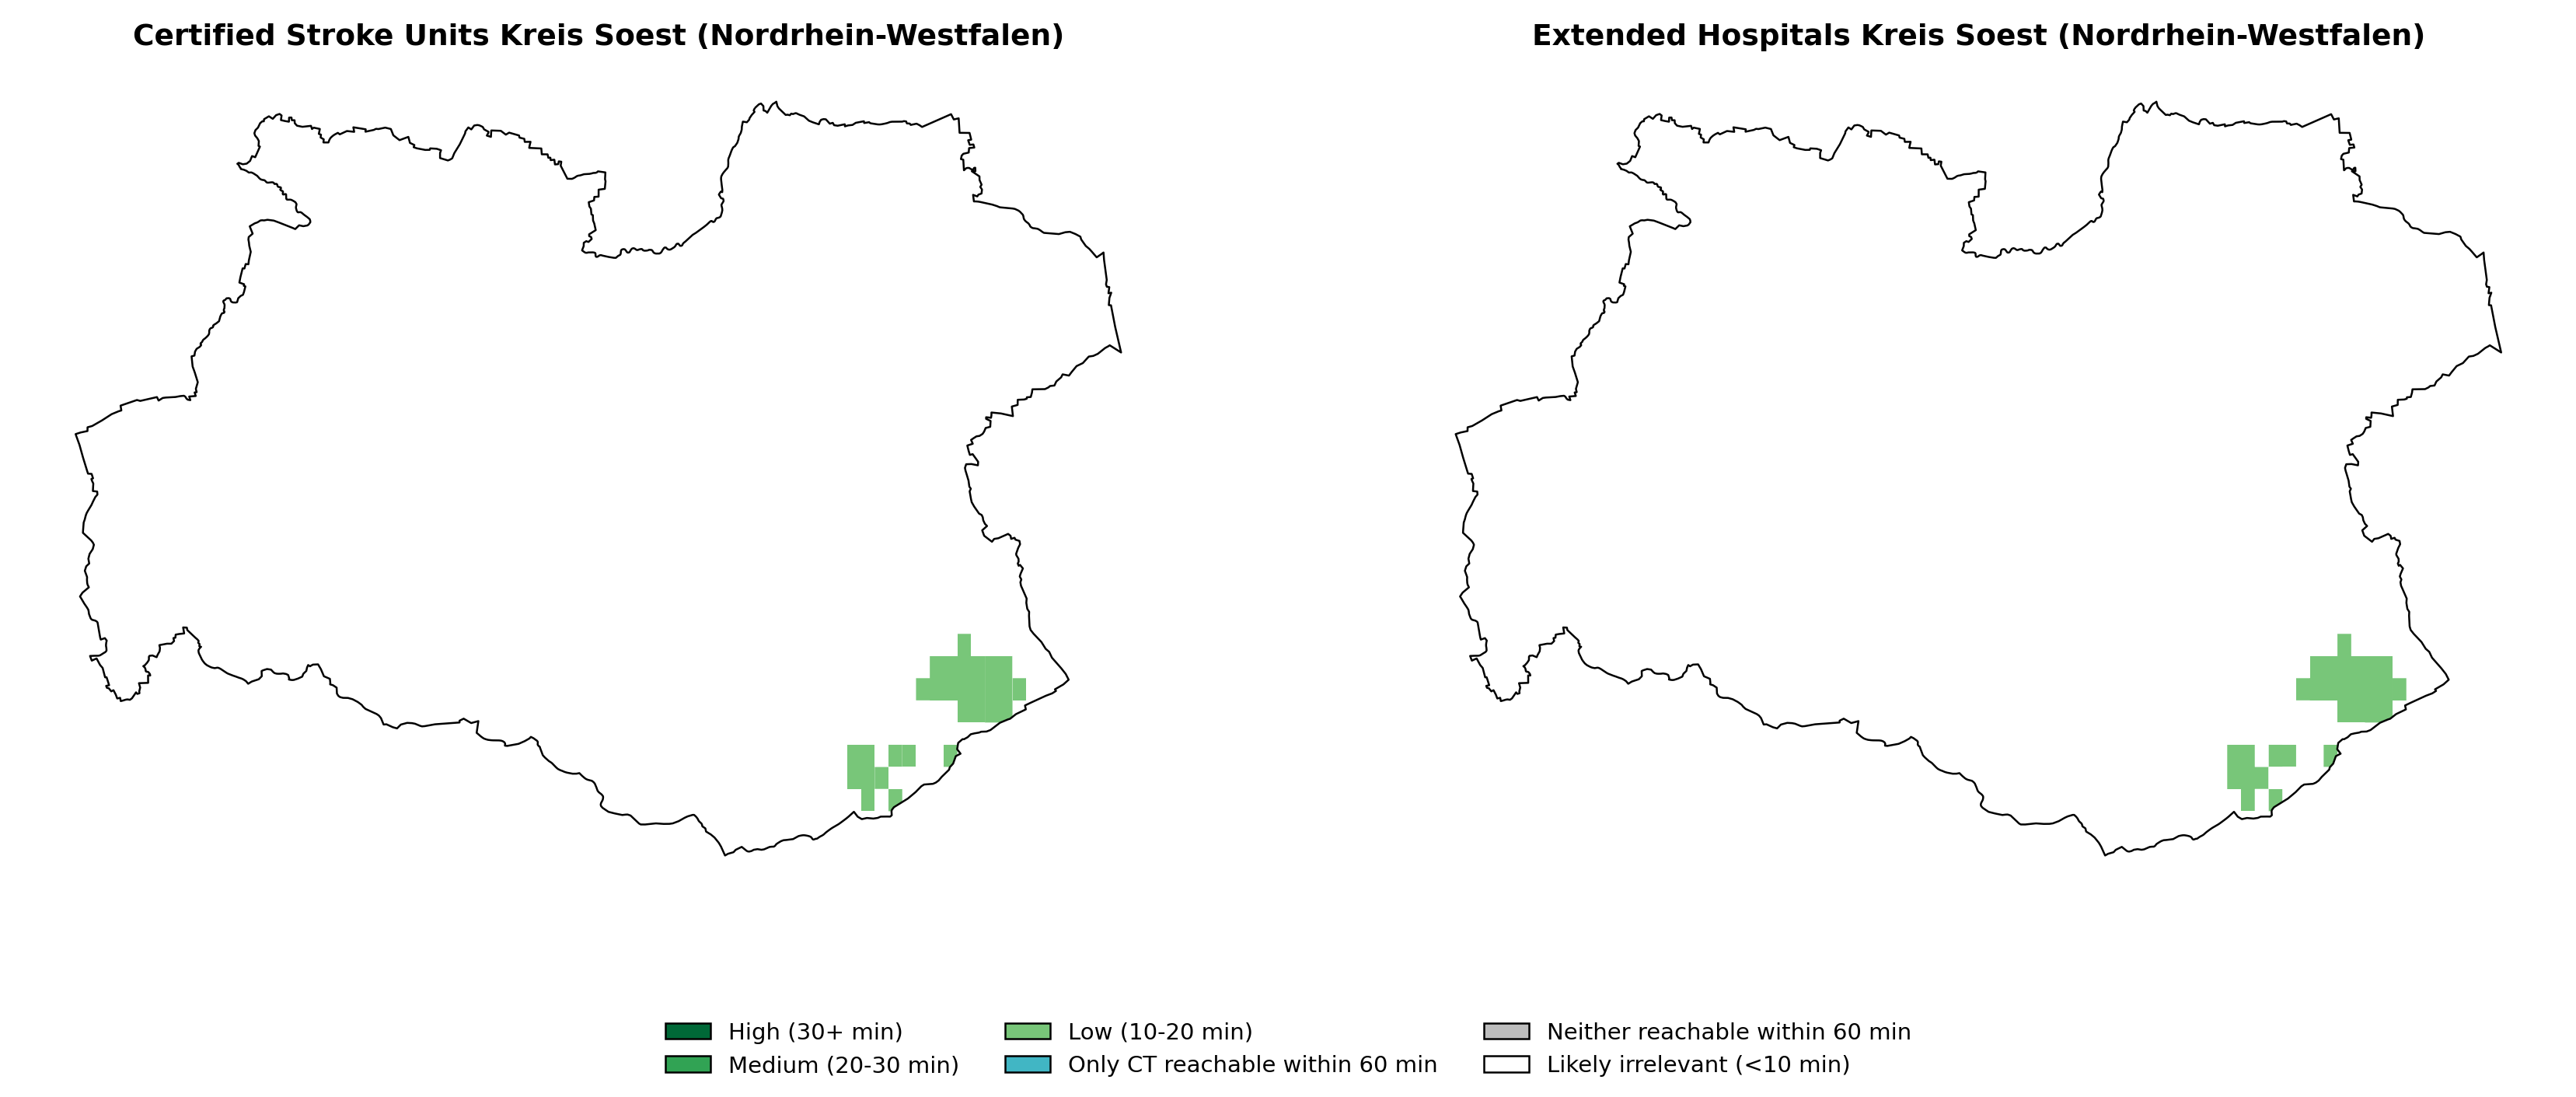 Certified Stroke Units Kreis Soest (Nordrhein-Westfalen)
Extended Hospitals Kreis Soest (Nordrhein-Westfalen)
High (30+ min)
Medium (20-30 min)
Low (10-20 min)
Only CT reachable within 60 min
Neither reachable within 60 min
Likely irrelevant (<10 min)